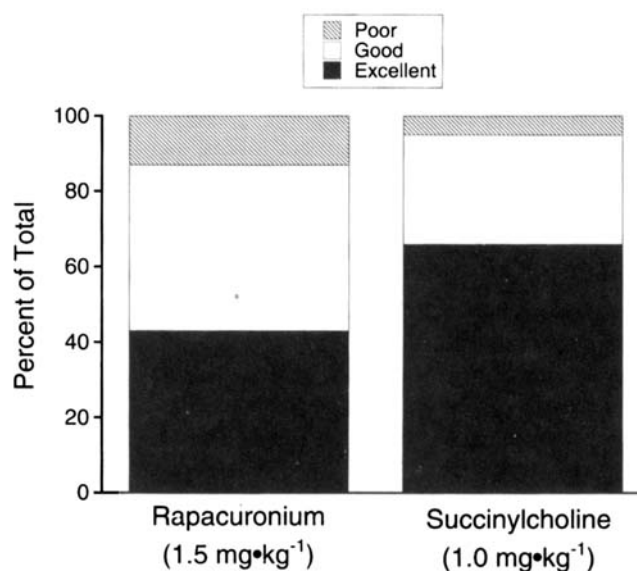 Poor
Good
Excellent
100
80
60
40
20
0
Percent of Total
Rapacuronium
(1.5 mg•kg⁻¹)
Succinylcholine
(1.0 mg•kg⁻¹)